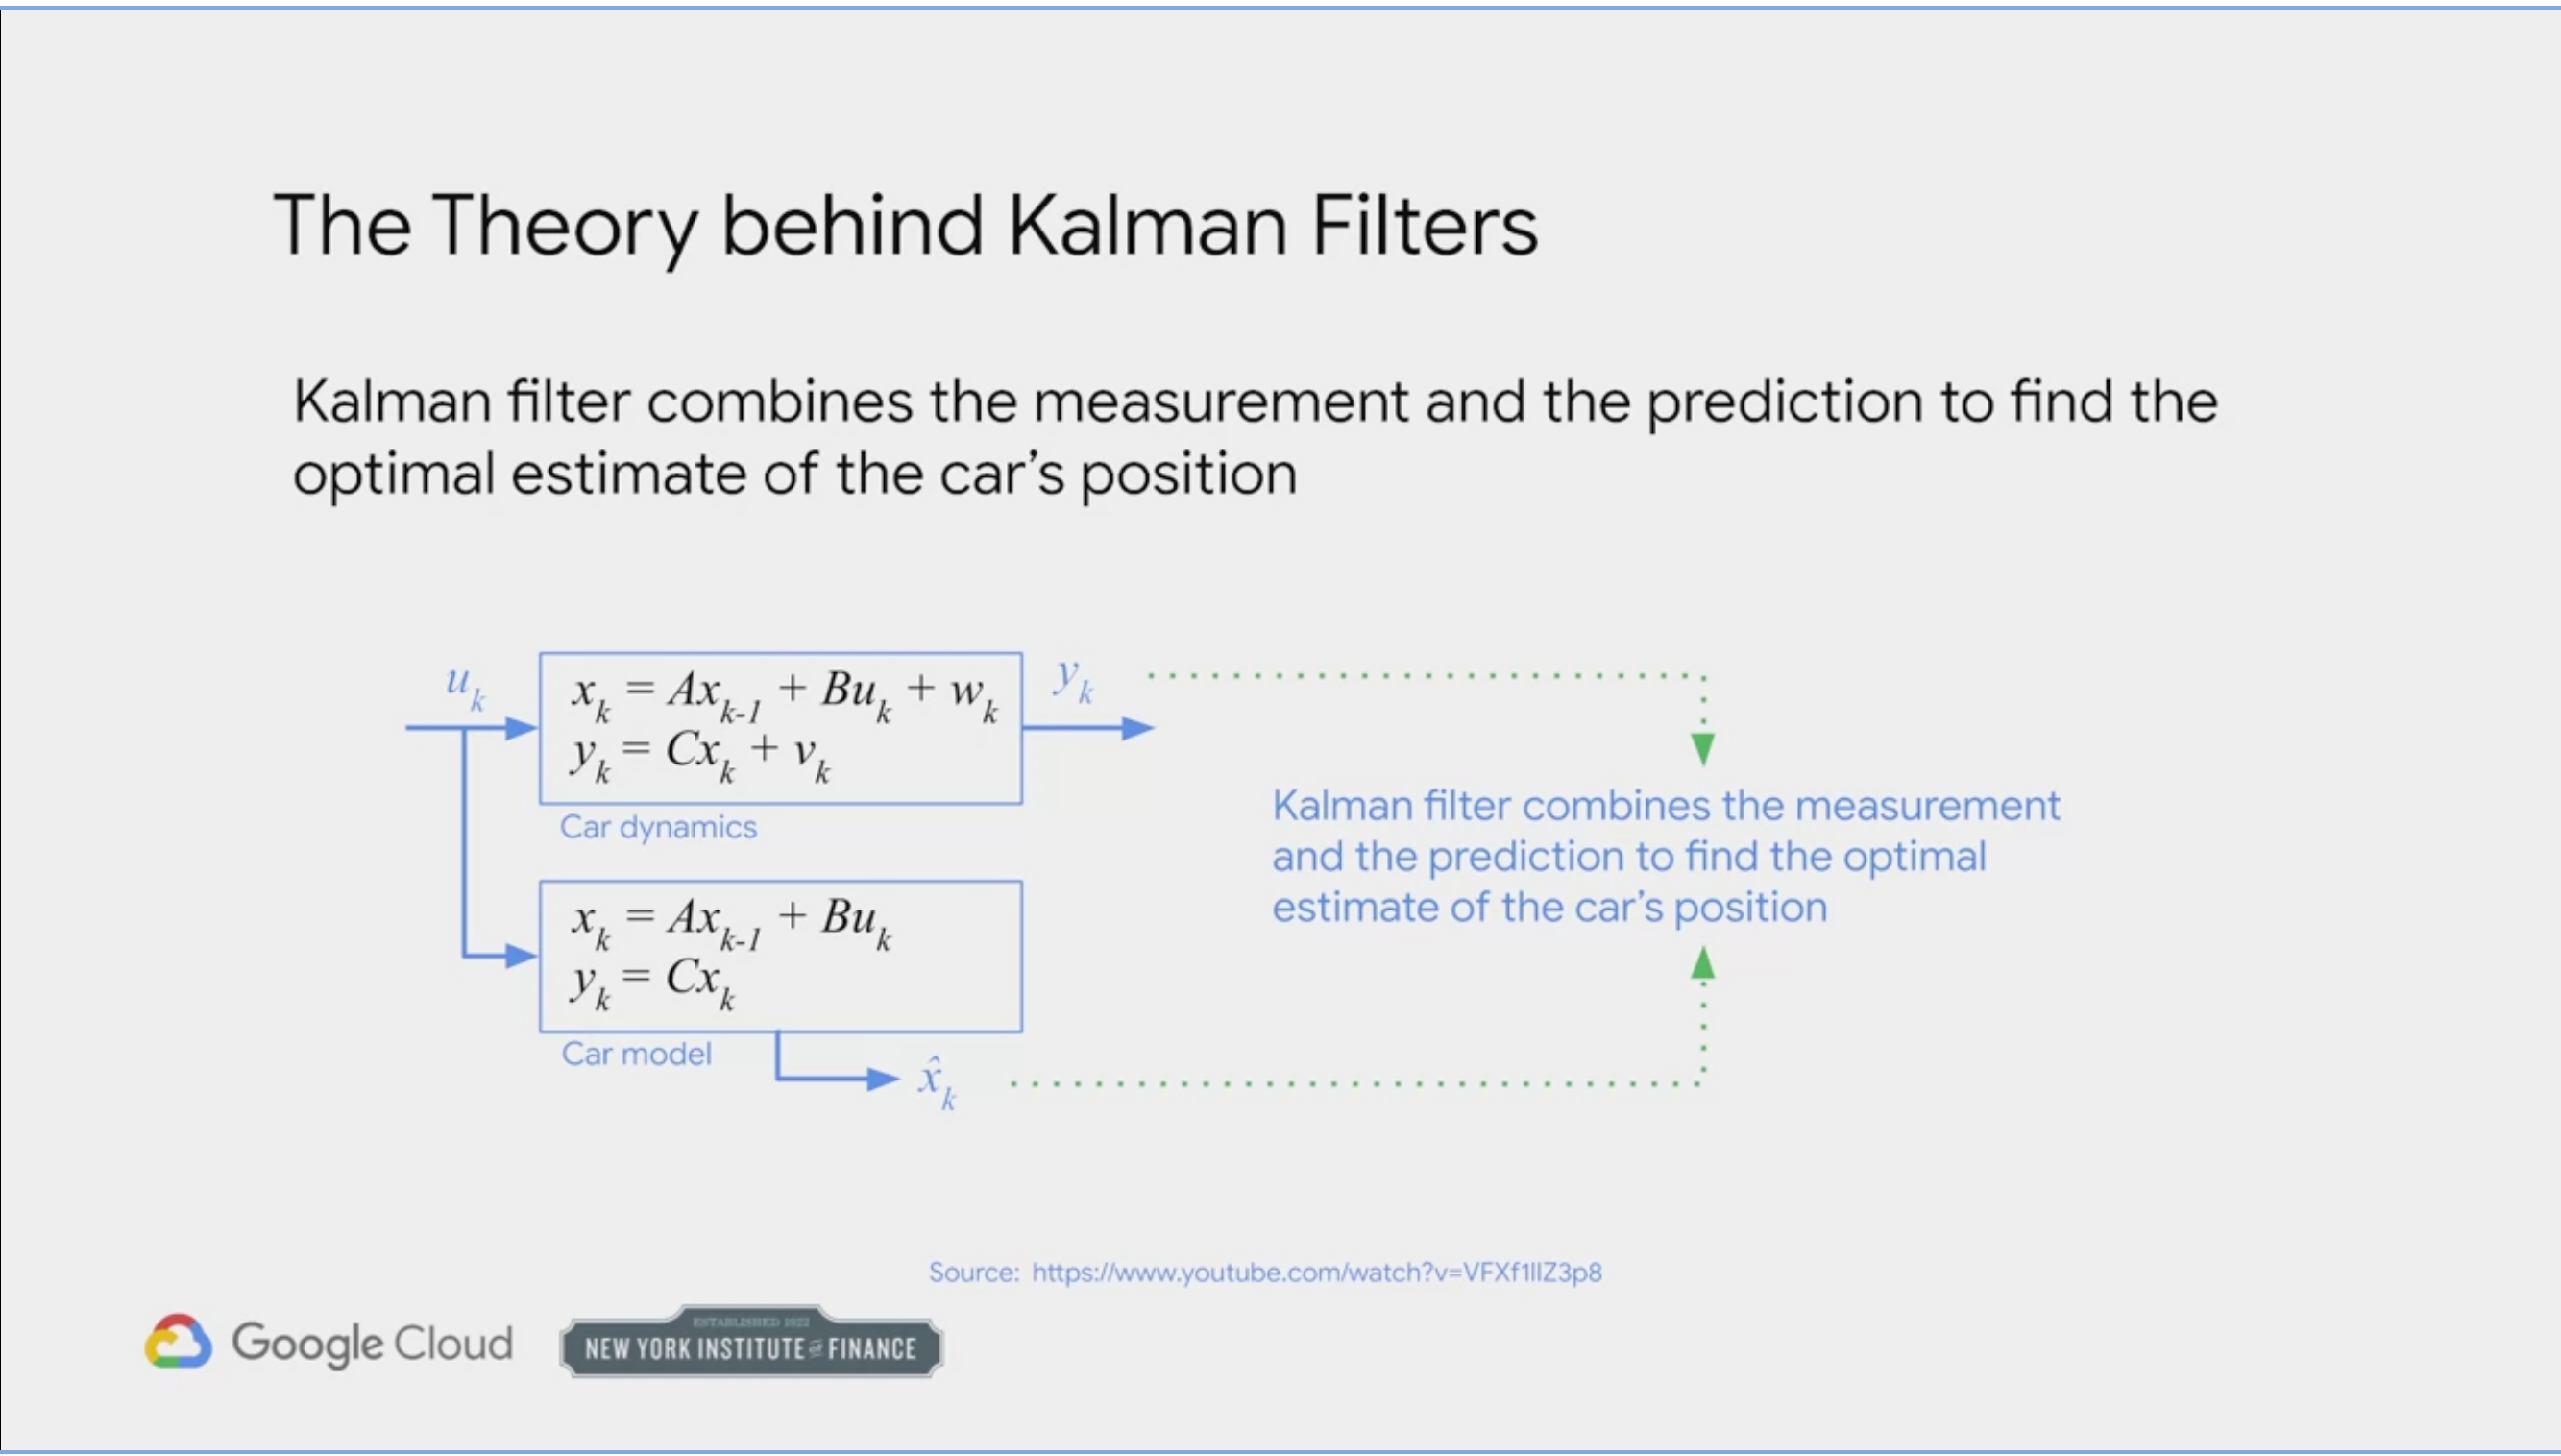 The Theory behind Kalman Filters
Kalman filter combines the measurement and the prediction to find the
optimal estimate of the car’s position
u_k
x_k = Ax_{k-1} + Bu_k + w_k
y_k = Cx_k + v_k
y_k
Car dynamics
x_k = Ax_{k-1} + Bu_k
y_k = Cx_k
Car model
x̂_k
Kalman filter combines the measurement
and the prediction to find the optimal
estimate of the car’s position
Source: https://www.youtube.com/watch?v=VFXf1lIZ3p8
Google Cloud
ESTABLISHED 1922
NEW YORK INSTITUTE OF FINANCE